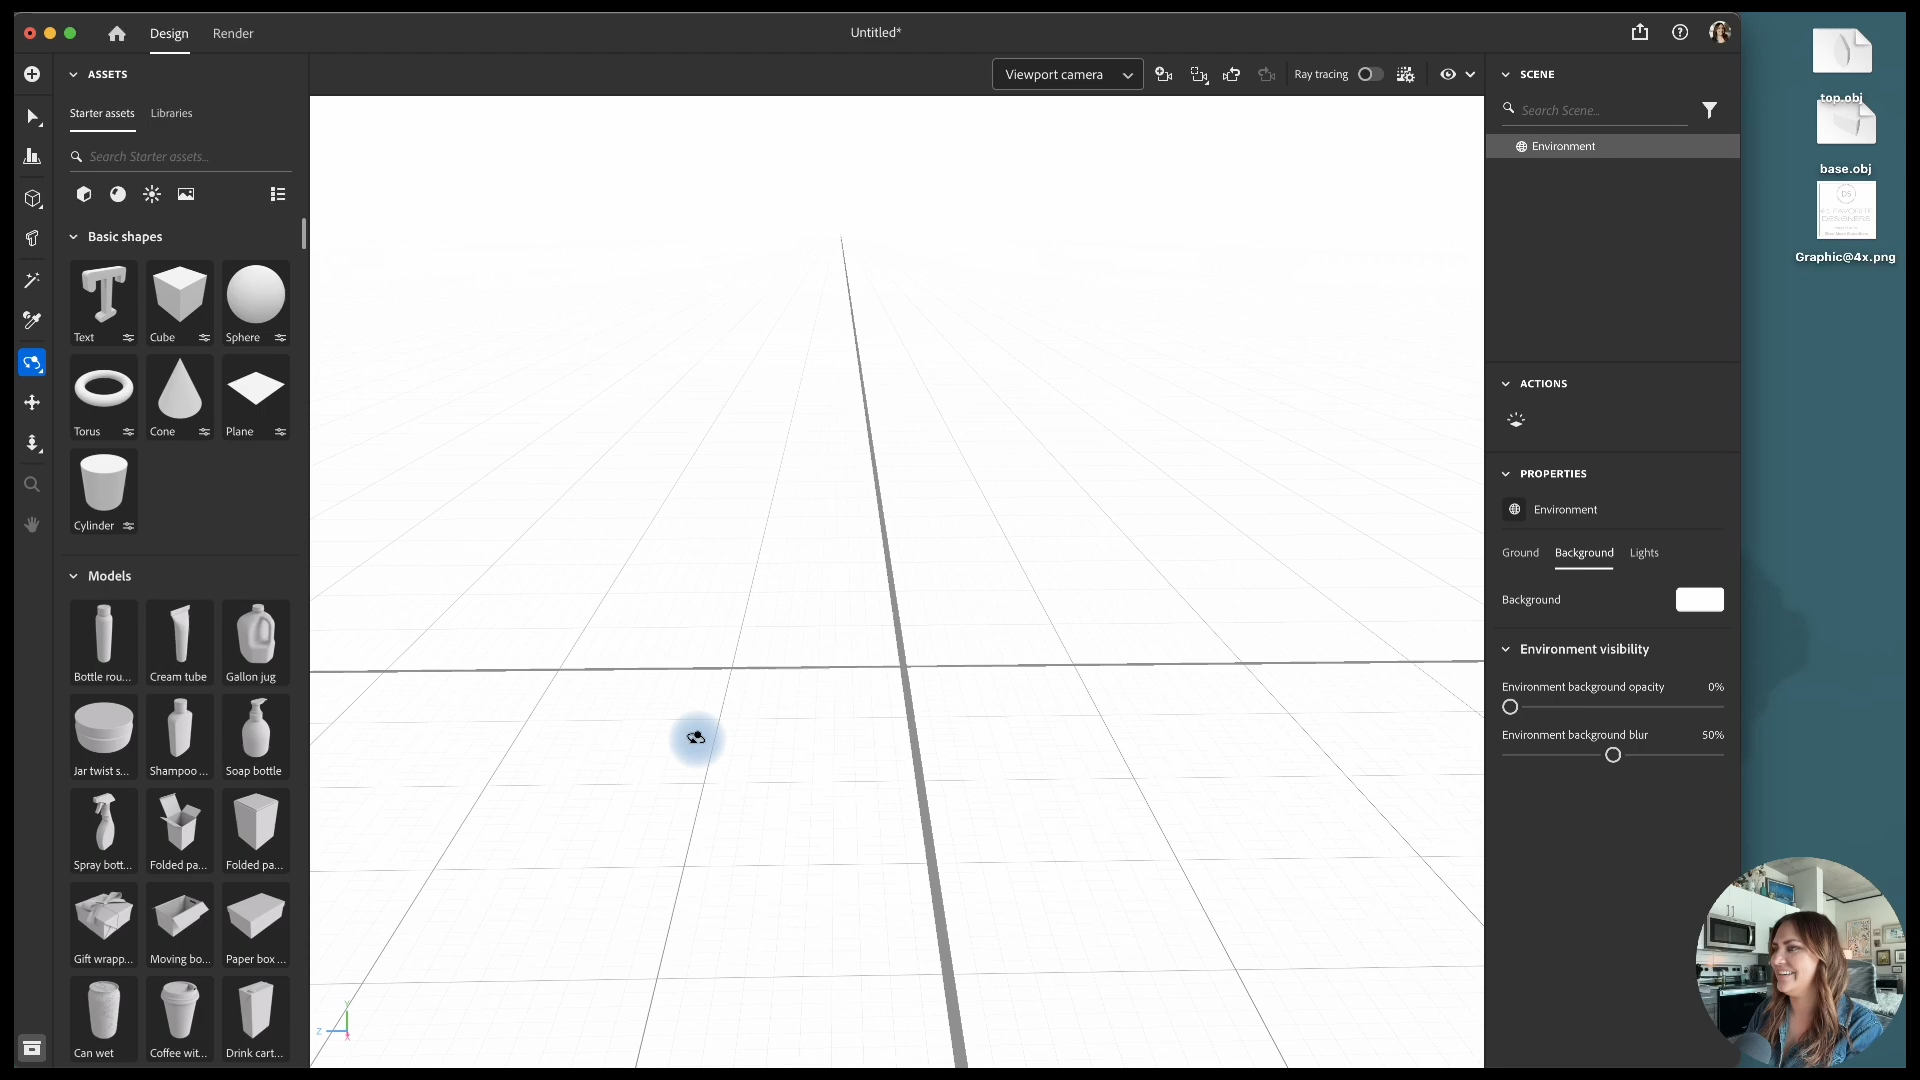 Design
Render
Untitled*
ASSETS
Viewport camera
Ray tracing
SCENE
Starter assets
Libraries
Search Starter assets...
Search Scene...
Environment
Basic shapes
Text
Cube
Sphere
Torus
Cone
Plane
Cylinder
Models
Bottle rou...
Cream tube
Gallon jug
Jar twist s...
Shampoo ...
Soap bottle
Spray bott...
Folded pa...
Folded pa...
Gift wrapp...
Moving bo...
Paper box ...
Can wet
Coffee wit...
Drink cart...
Y
Z
ACTIONS
PROPERTIES
Environment
Ground
Background
Lights
Background
Environment visibility
Environment background opacity
0%
Environment background blur
50%
top.obj
base.obj
DS
Graphic@4x.png